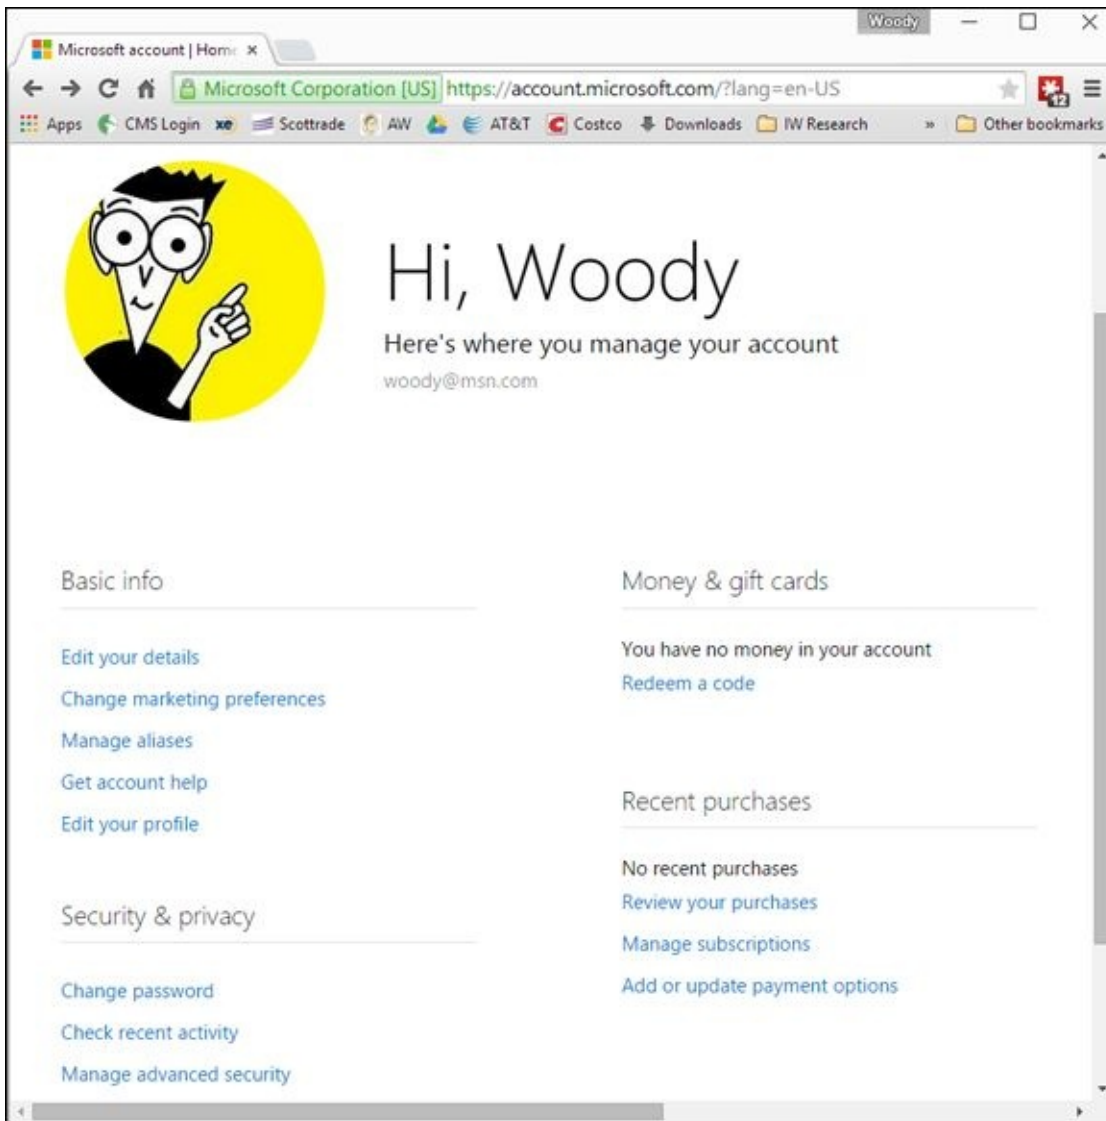 Woody
Microsoft account | Home
Microsoft Corporation [US] https://account.microsoft.com/?lang=en-US
12
Apps CMS Login xe Scottrade AW AT&T Costco Downloads IW Research » Other bookmarks
Hi, Woody
Here's where you manage your account
woody@msn.com
Basic info
Edit your details
Change marketing preferences
Manage aliases
Get account help
Edit your profile
Security & privacy
Change password
Check recent activity
Manage advanced security
Money & gift cards
You have no money in your account
Redeem a code
Recent purchases
No recent purchases
Review your purchases
Manage subscriptions
Add or update payment options